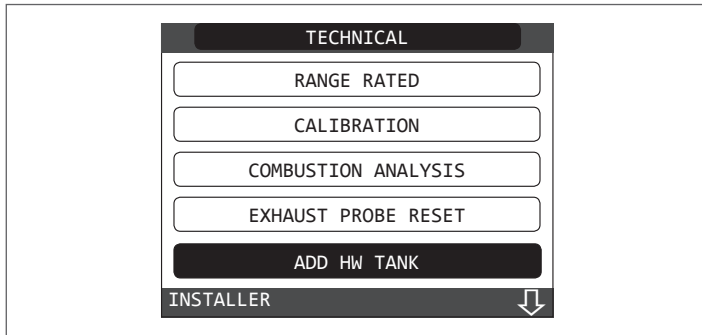 TECHNICAL
RANGE RATED
CALIBRATION
COMBUSTION ANALYSIS
EXHAUST PROBE RESET
ADD HW TANK
INSTALLER